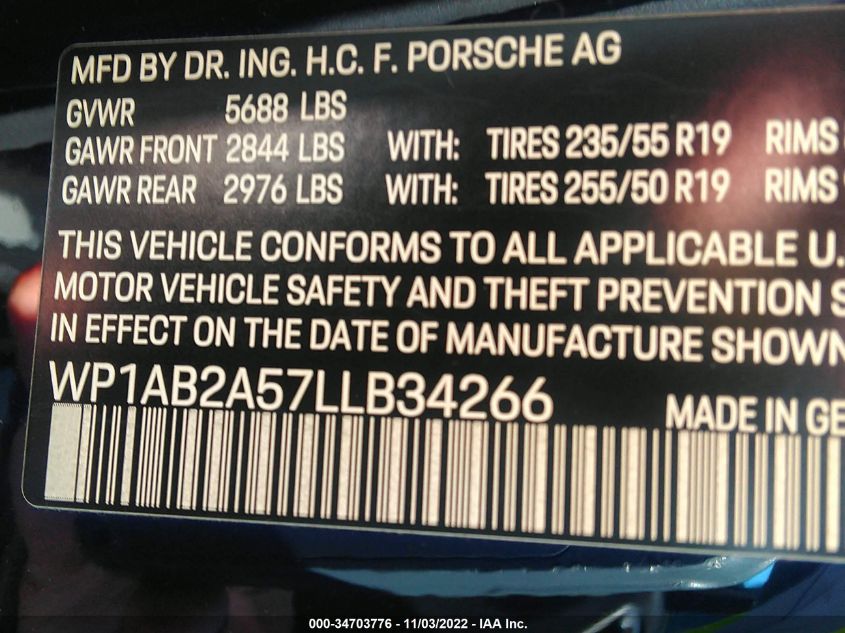 MFD BY DR. ING. H.C. F. PORSCHE AG
GVWR 5688 LBS
GAWR FRONT 2844 LBS WITH: TIRES 235/55 R19 RIMS
GAWR REAR 2976 LBS WITH: TIRES 255/50 R19 RIMS
THIS VEHICLE CONFORMS TO ALL APPLICABLE U.
MOTOR VEHICLE SAFETY AND THEFT PREVENTION S
IN EFFECT ON THE DATE OF MANUFACTURE SHOWN
WP1AB2A57LLB34266
MADE IN GE
000-34703776 - 11/03/2022 - IAA Inc.